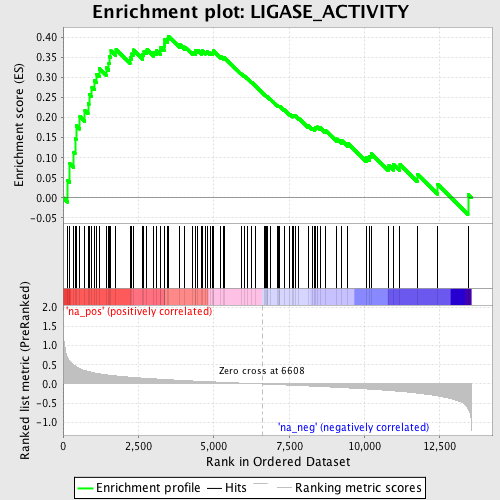 Enrichment plot: LIGASE_ACTIVITY
Enrichment score (ES)
0.40
0.35
0.30
0.25
0.20
0.15
0.10
0.05
0.00
-0.05
'na_pos' (positively correlated)
Ranked list metric (PreRanked)
2.0
1.5
1.0
0.5
0.0
-0.5
-1.0
Zero cross at 6608
'na_neg' (negatively correlated)
0
2,500
5,000
7,500
10,000
12,500
Rank in Ordered Dataset
Enrichment profile
Hits
Ranking metric scores